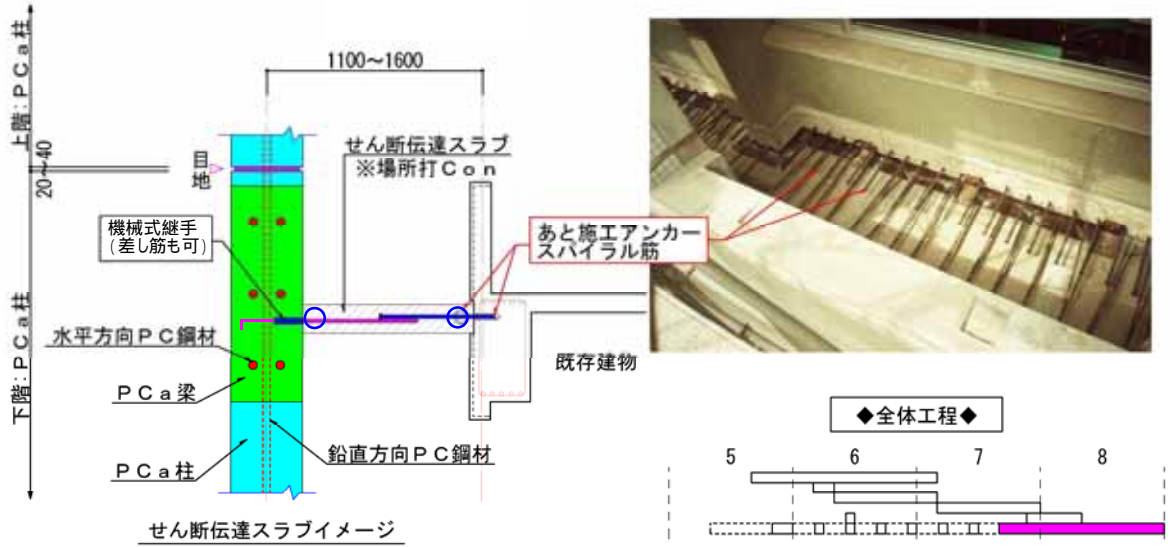 上階:PCa柱
20～40
下階:PCa柱
1100～1600
目地
せん断伝達スラブ
※場所打Con
機械式継手
(差し筋も可)
あと施工アンカー
スパイラル筋
水平方向PC鋼材
既存建物
PCa梁
PCa柱
鉛直方向PC鋼材
せん断伝達スラブイメージ
◆全体工程◆
5 6 7 8